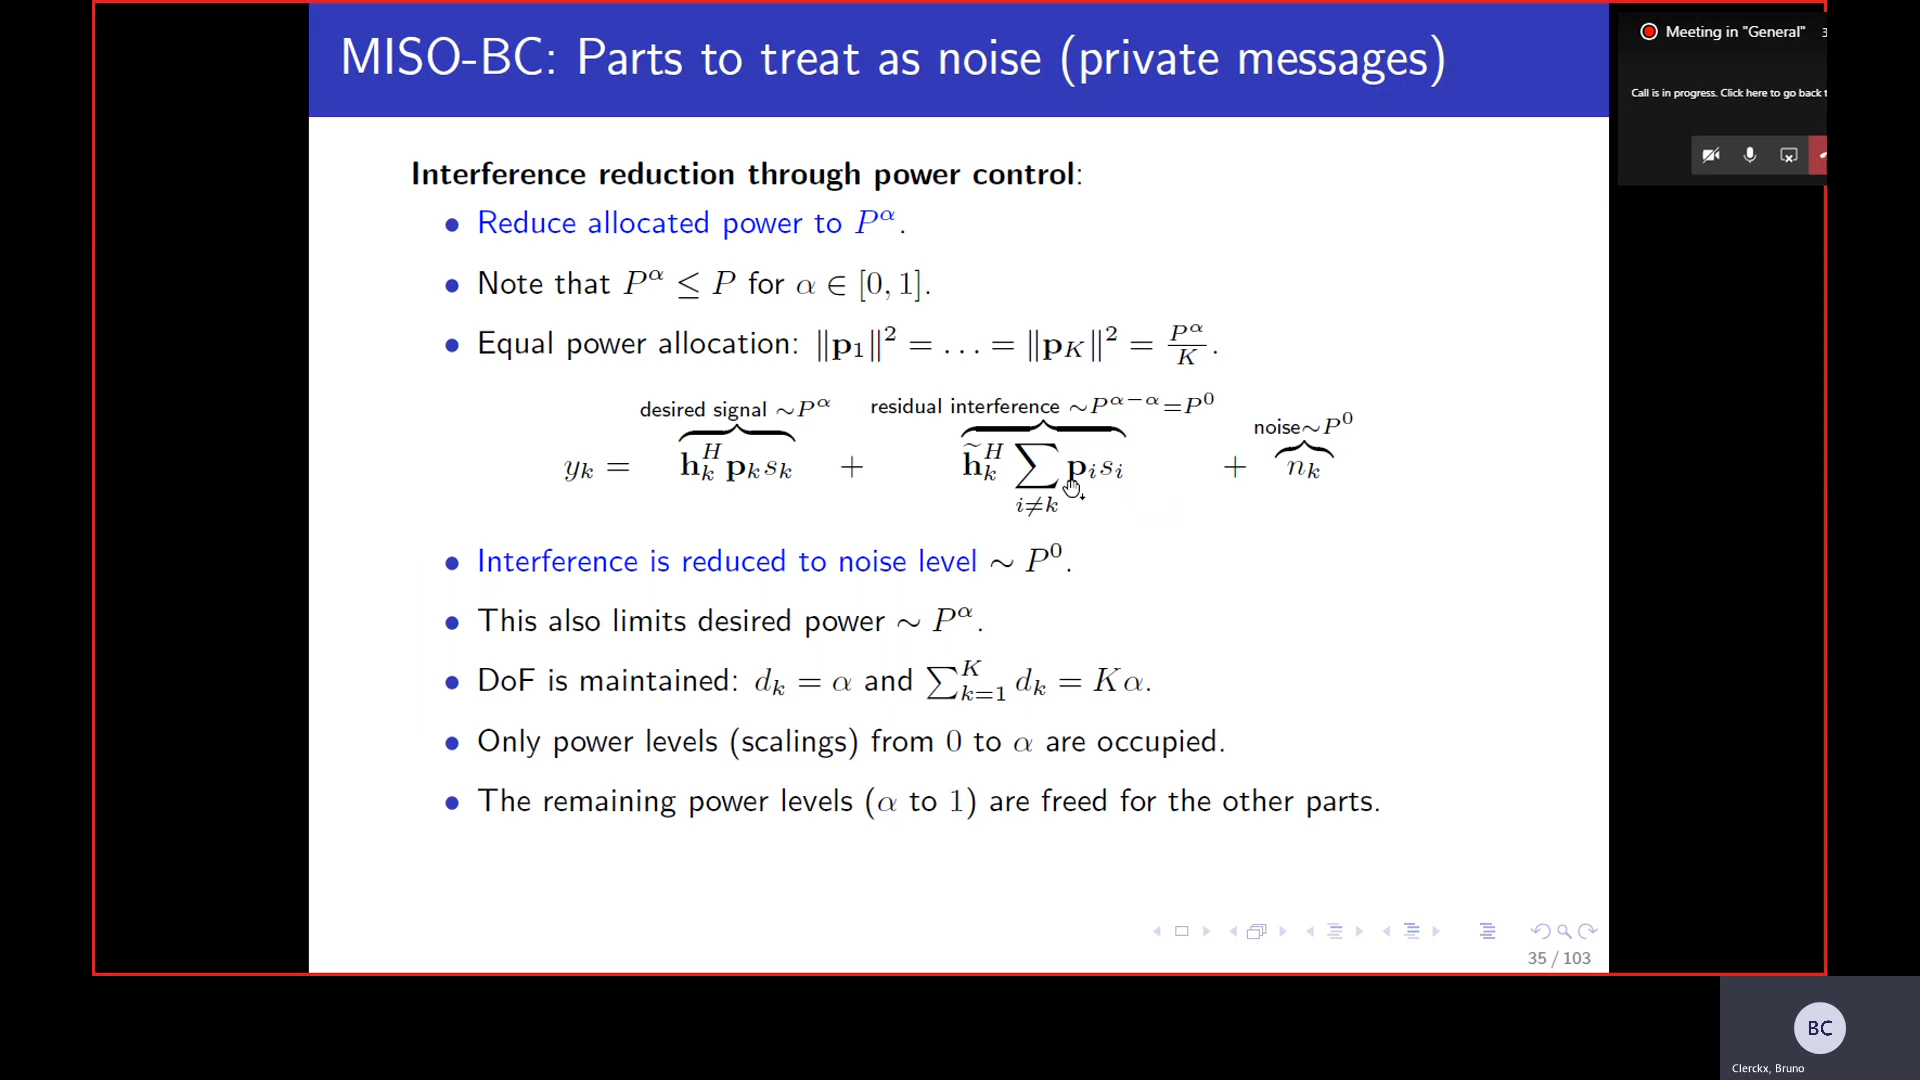 MISO-BC: Parts to treat as noise (private messages)
Meeting in "General"
Call is in progress. Click here to go back
Interference reduction through power control:
• Reduce allocated power to P^α.
• Note that P^α ≤ P for α ∈ [0, 1].
• Equal power allocation: ‖p_1‖^2 = … = ‖p_K‖^2 = P^α/K.
desired signal ∼P^α residual interference ∼P^{α−α}=P^0 noise∼P^0
y_k = h_k^H p_k s_k + h̃_k^H ∑_{i≠k} p_i s_i + n_k
• Interference is reduced to noise level ∼ P^0.
• This also limits desired power ∼ P^α.
• DoF is maintained: d_k = α and ∑_{k=1}^K d_k = Kα.
• Only power levels (scalings) from 0 to α are occupied.
• The remaining power levels (α to 1) are freed for the other parts.
35 / 103
BC
Clerckx, Bruno